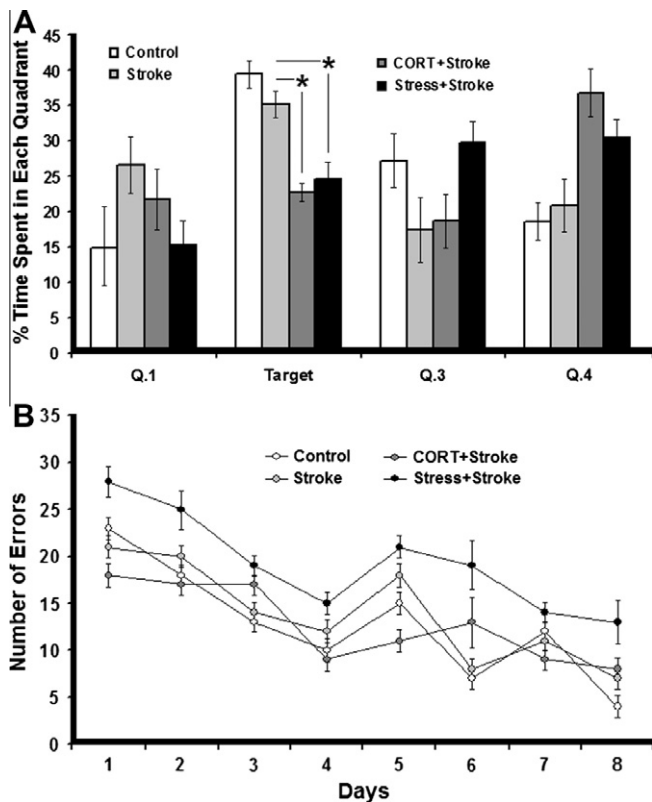 A
Control
Stroke
CORT+Stroke
Stress+Stroke
* *
% Time Spent in Each Quadrant
45
40
35
30
25
20
15
10
5
0
Q.1 Target Q.3 Q.4
B
Control
Stroke
CORT+Stroke
Stress+Stroke
Number of Errors
35
30
25
20
15
10
5
0
1 2 3 4 5 6 7 8
Days